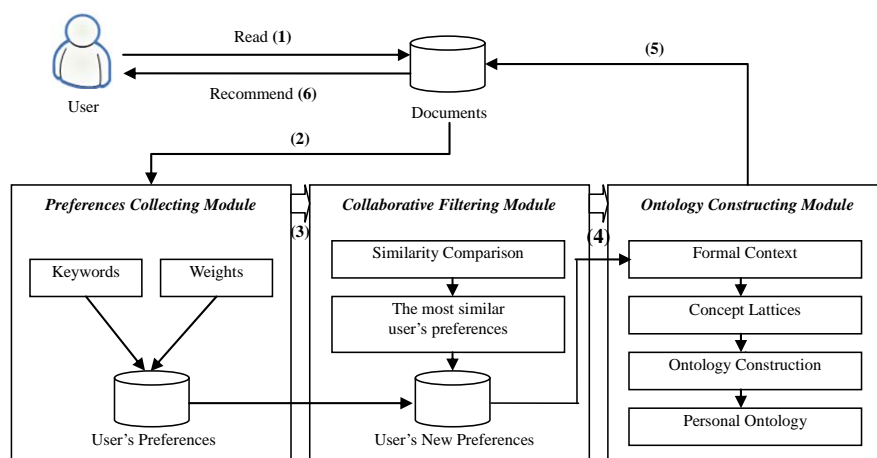 Read (1)
(5)
Recommend (6)
User
Documents
(2)
Preferences Collecting Module
Collaborative Filtering Module
Ontology Constructing Module
(3)
(4)
Keywords
Weights
Similarity Comparison
Formal Context
The most similar
user's preferences
Concept Lattices
Ontology Construction
Personal Ontology
User's Preferences
User's New Preferences